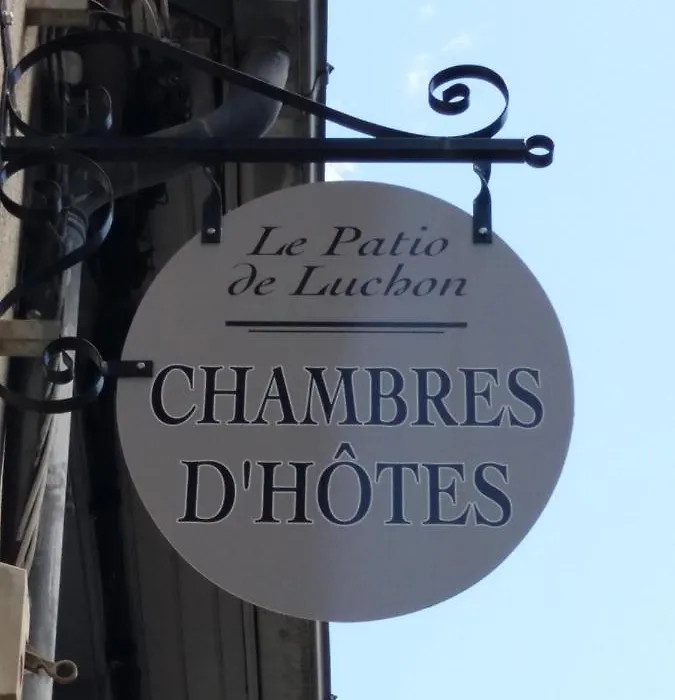 Le Patio
de Luchon
CHAMBRES
D'HÔTES